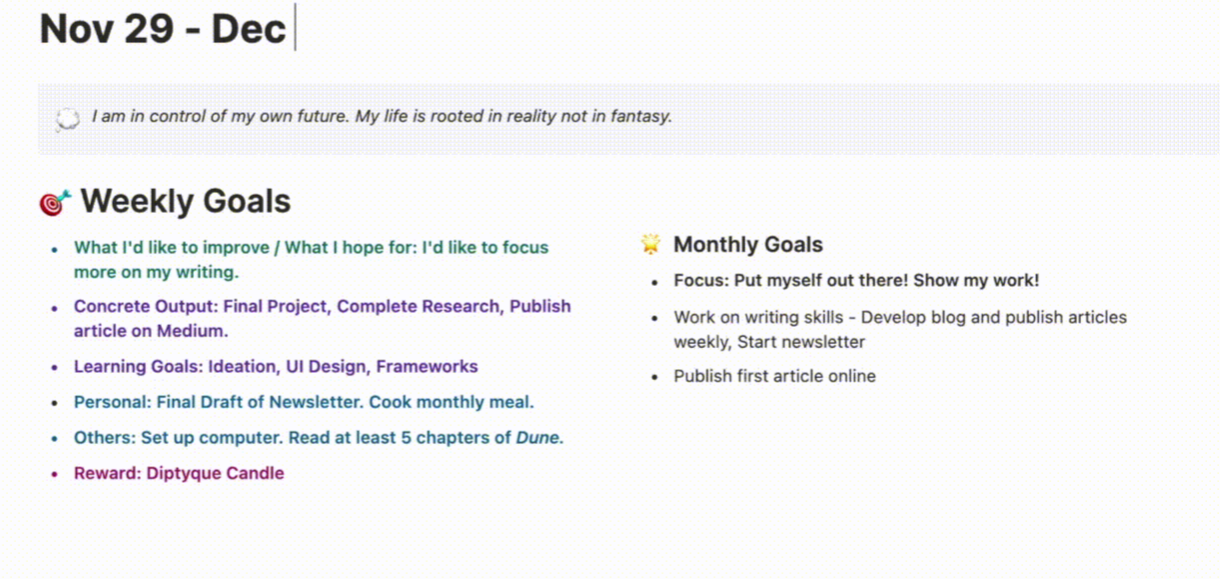 Nov 29 - Dec
I am in control of my own future. My life is rooted in reality not in fantasy.
Weekly Goals
What I'd like to improve / What I hope for: I'd like to focus
more on my writing.
Concrete Output: Final Project, Complete Research, Publish
article on Medium.
Learning Goals: Ideation, UI Design, Frameworks
Personal: Final Draft of Newsletter. Cook monthly meal.
Others: Set up computer. Read at least 5 chapters of Dune.
Reward: Diptyque Candle
Monthly Goals
Focus: Put myself out there! Show my work!
Work on writing skills - Develop blog and publish articles
weekly, Start newsletter
Publish first article online